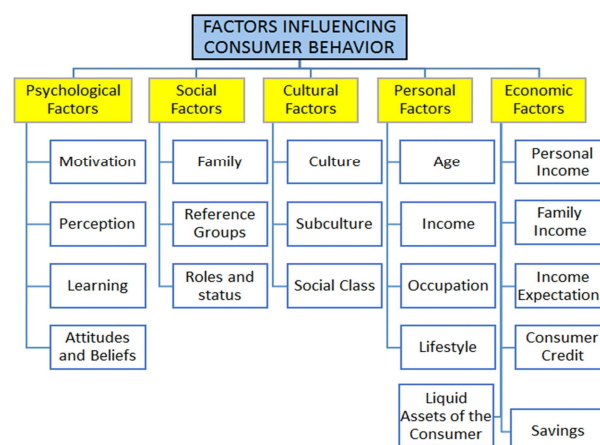 FACTORS INFLUENCING
CONSUMER BEHAVIOR
Psychological
Factors
Motivation
Perception
Learning
Attitudes
and Beliefs
Social
Factors
Family
Reference
Groups
Roles and
status
Cultural
Factors
Culture
Subculture
Social Class
Personal
Factors
Age
Income
Occupation
Lifestyle
Economic
Factors
Personal
Income
Family
Income
Income
Expectation
Consumer
Credit
Liquid
Assets of the
Consumer
Savings